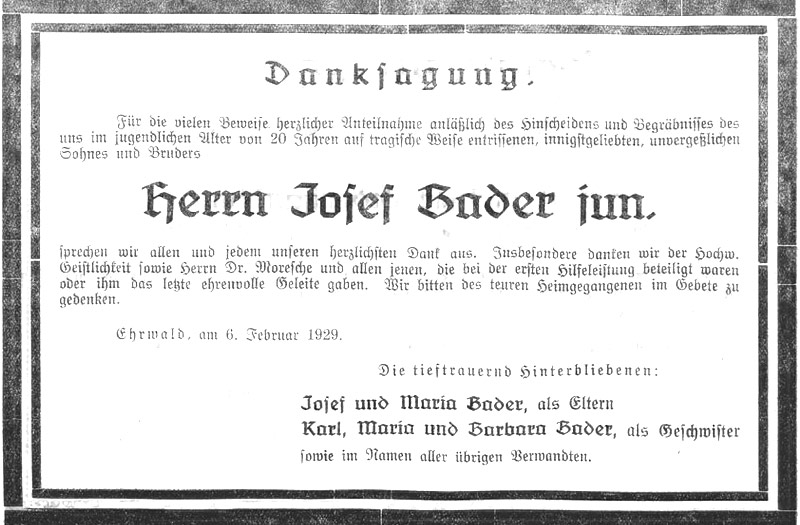 Danksagung.
Für die vielen Beweise herzlicher Anteilnahme anläßlich des Hinscheidens und Begräbnisses des
uns im jugendlichen Alter von 20 Jahren auf tragische Weise entrissenen, innigstgeliebten, unvergeßlichen
Sohnes und Bruders
Herrn Josef Bader jun.
sprechen wir allen und jedem unseren herzlichsten Dank aus. Insbesondere danken wir der Hochw.
Geistlichkeit sowie Herrn Dr. Moresche und allen jenen, die bei der ersten Hilfeleistung beteiligt waren
oder ihm das letzte ehrenvolle Geleite gaben. Wir bitten des teuren Heimgegangenen im Gebete zu
gedenken.
Ehrwald, am 6. Februar 1929.
Die tieftrauernd Hinterbliebenen:
Josef und Maria Bader, als Eltern
Karl, Maria und Barbara Bader, als Geschwister
sowie im Namen aller übrigen Verwandten.